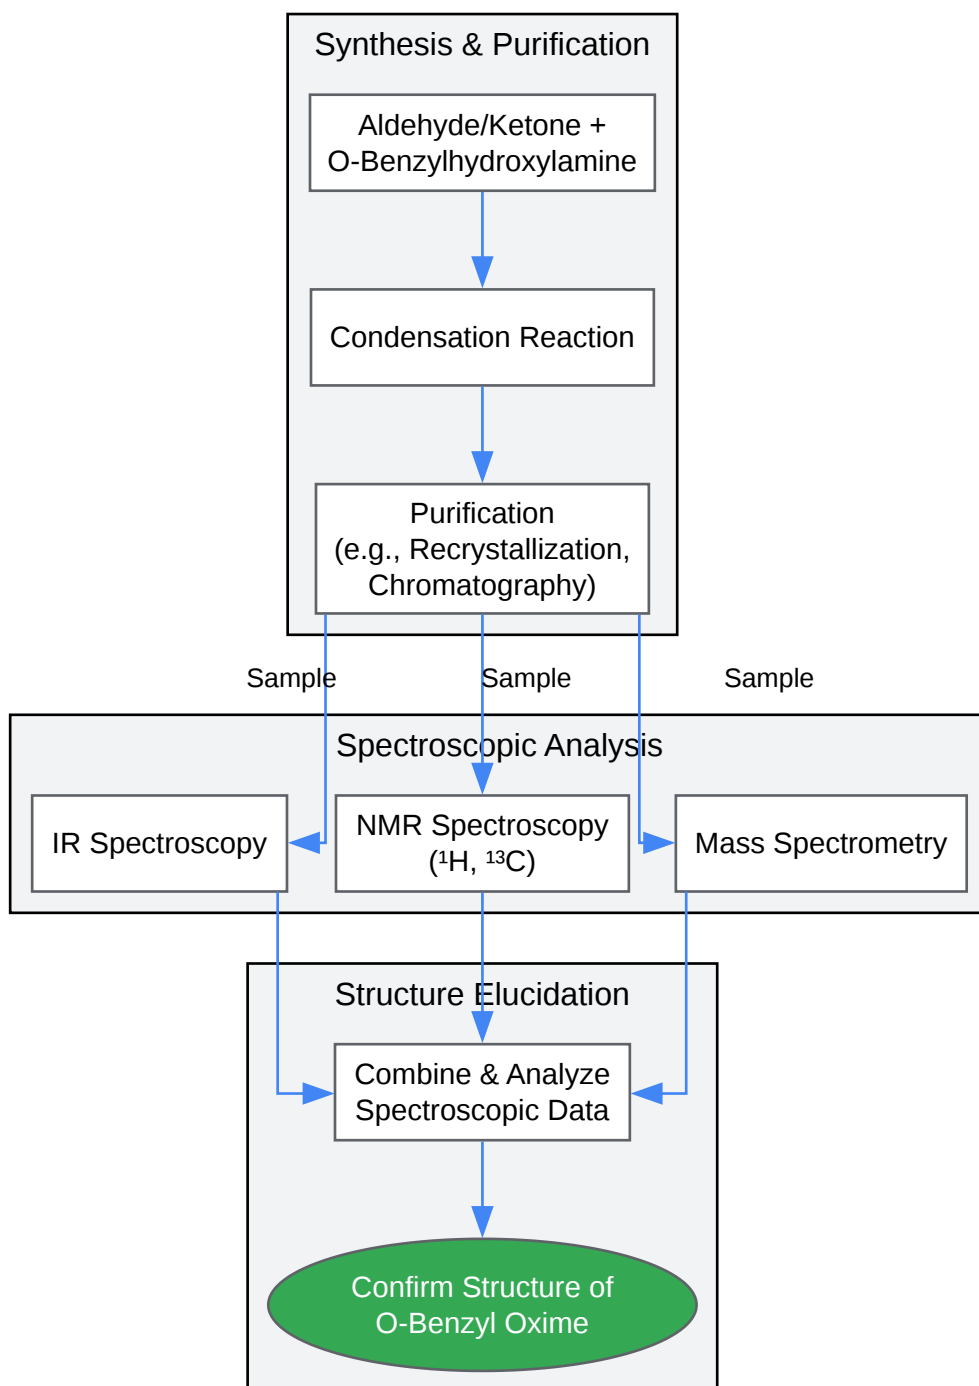 Synthesis & Purification
Aldehyde/Ketone +
O-Benzylhydroxylamine
Condensation Reaction
Purification
(e.g., Recrystallization,
Chromatography)
Sample
Sample
Sample
Spectroscopic Analysis
IR Spectroscopy
NMR Spectroscopy
(¹H, ¹³C)
Mass Spectrometry
Structure Elucidation
Combine & Analyze
Spectroscopic Data
Confirm Structure of
O-Benzyl Oxime